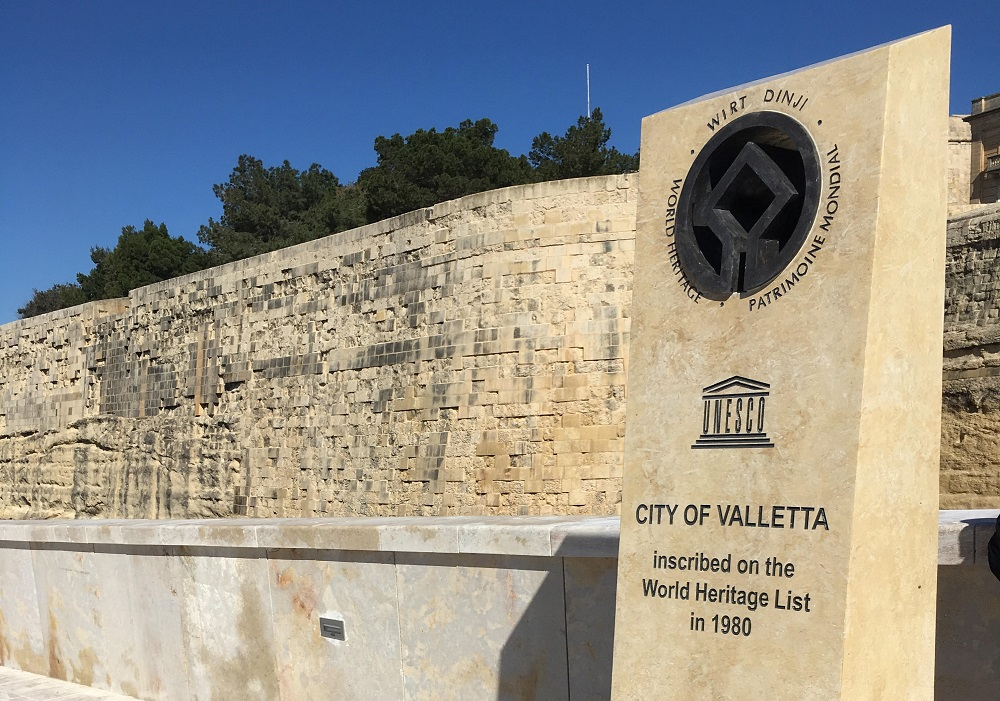 • WIRT DINJI •
WORLD HERITAGE • PATRIMOINE MONDIAL
UNESCO
CITY OF VALLETTA
inscribed on the
World Heritage List
in 1980